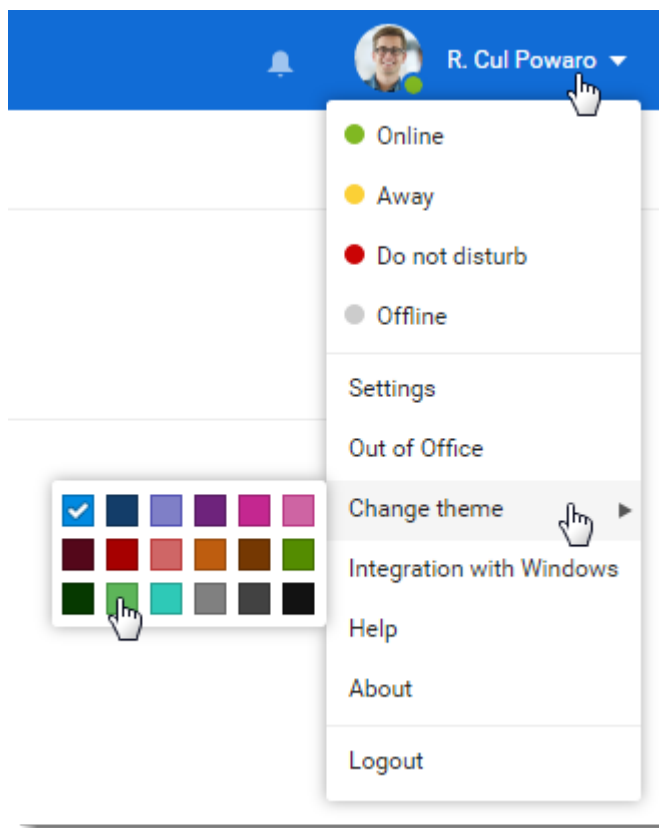 R. Cul Powaro
Online
Away
Do not disturb
Offline
Settings
Out of Office
Change theme
Integration with Windows
Help
About
Logout